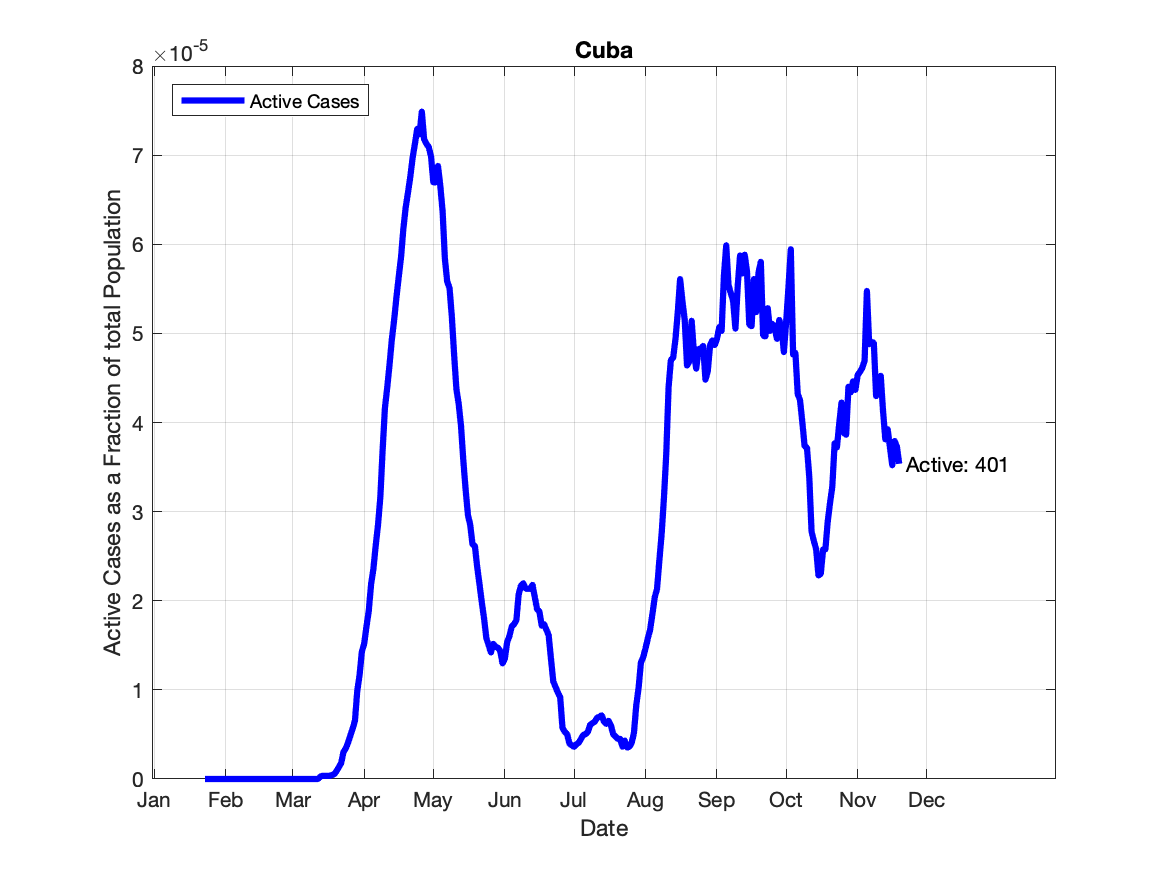 Cuba
×10-5
8
7
6
5
4
3
2
1
0
Active Cases as a Fraction of total Population
Active Cases
Active: 401
Jan Feb Mar Apr May Jun Jul Aug Sep Oct Nov Dec
Date